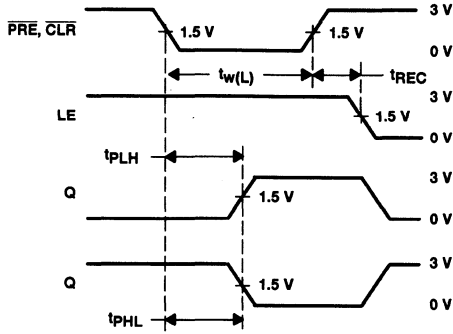 PRE, CLR
1.5 V
1.5 V
3 V
0 V
tw(L)
tREC
LE
1.5 V
3 V
0 V
tPLH
Q
1.5 V
3 V
0 V
Q
1.5 V
3 V
0 V
tPHL